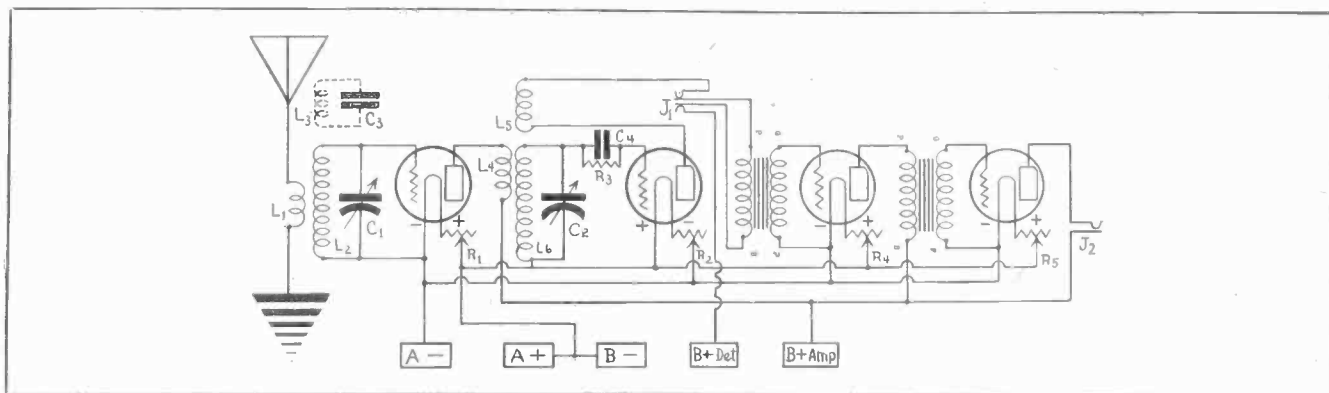 L3
C3
L5
J1
C4
L4
R3
L1
C1
C2
L2
L6
− + R1
+ − R2
− + R4
− + R5
J2
A −
A +
B −
B+ Det
B+ Amp